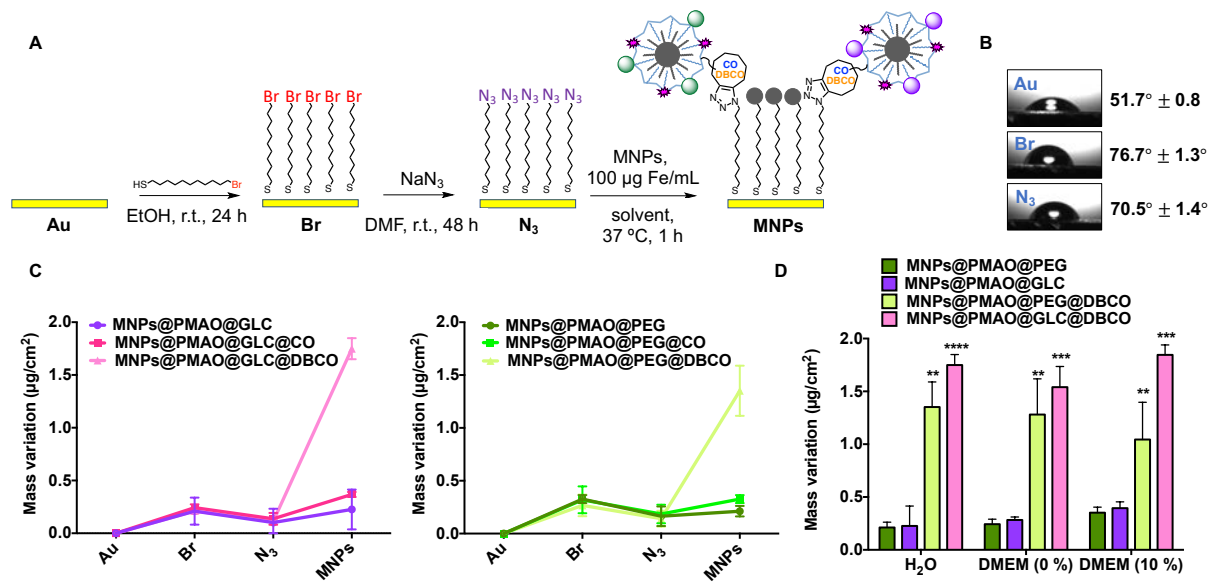 A
Br Br Br Br Br
HS
Br
EtOH, r.t., 24 h
Au
S S S S S
Br
NaN3
DMF, r.t., 48 h
N3 N3 N3 N3 N3
S S S S S
N3
MNPs,
100 µg Fe/mL
solvent,
37 ºC, 1 h
CO
DBCO
N N N
CO
DBCO
N N N
S S S S S
MNPs
B
Au
51.7° ± 0.8
Br
76.7° ± 1.3°
N3
70.5° ± 1.4°
C
Mass variation (µg/cm2)
2.0
1.5
1.0
0.5
0.0
MNPs@PMAO@GLC
MNPs@PMAO@GLC@CO
MNPs@PMAO@GLC@DBCO
Au
Br
N3
MNPs
Mass variation (µg/cm2)
2.0
1.5
1.0
0.5
0.0
MNPs@PMAO@PEG
MNPs@PMAO@PEG@CO
MNPs@PMAO@PEG@DBCO
Au
Br
N3
MNPs
D
MNPs@PMAO@PEG
MNPs@PMAO@GLC
MNPs@PMAO@PEG@DBCO
MNPs@PMAO@GLC@DBCO
Mass variation (µg/cm2)
2.0
1.5
1.0
0.5
0.0
** **** ** *** ** ***
H2O
DMEM (0 %)
DMEM (10 %)